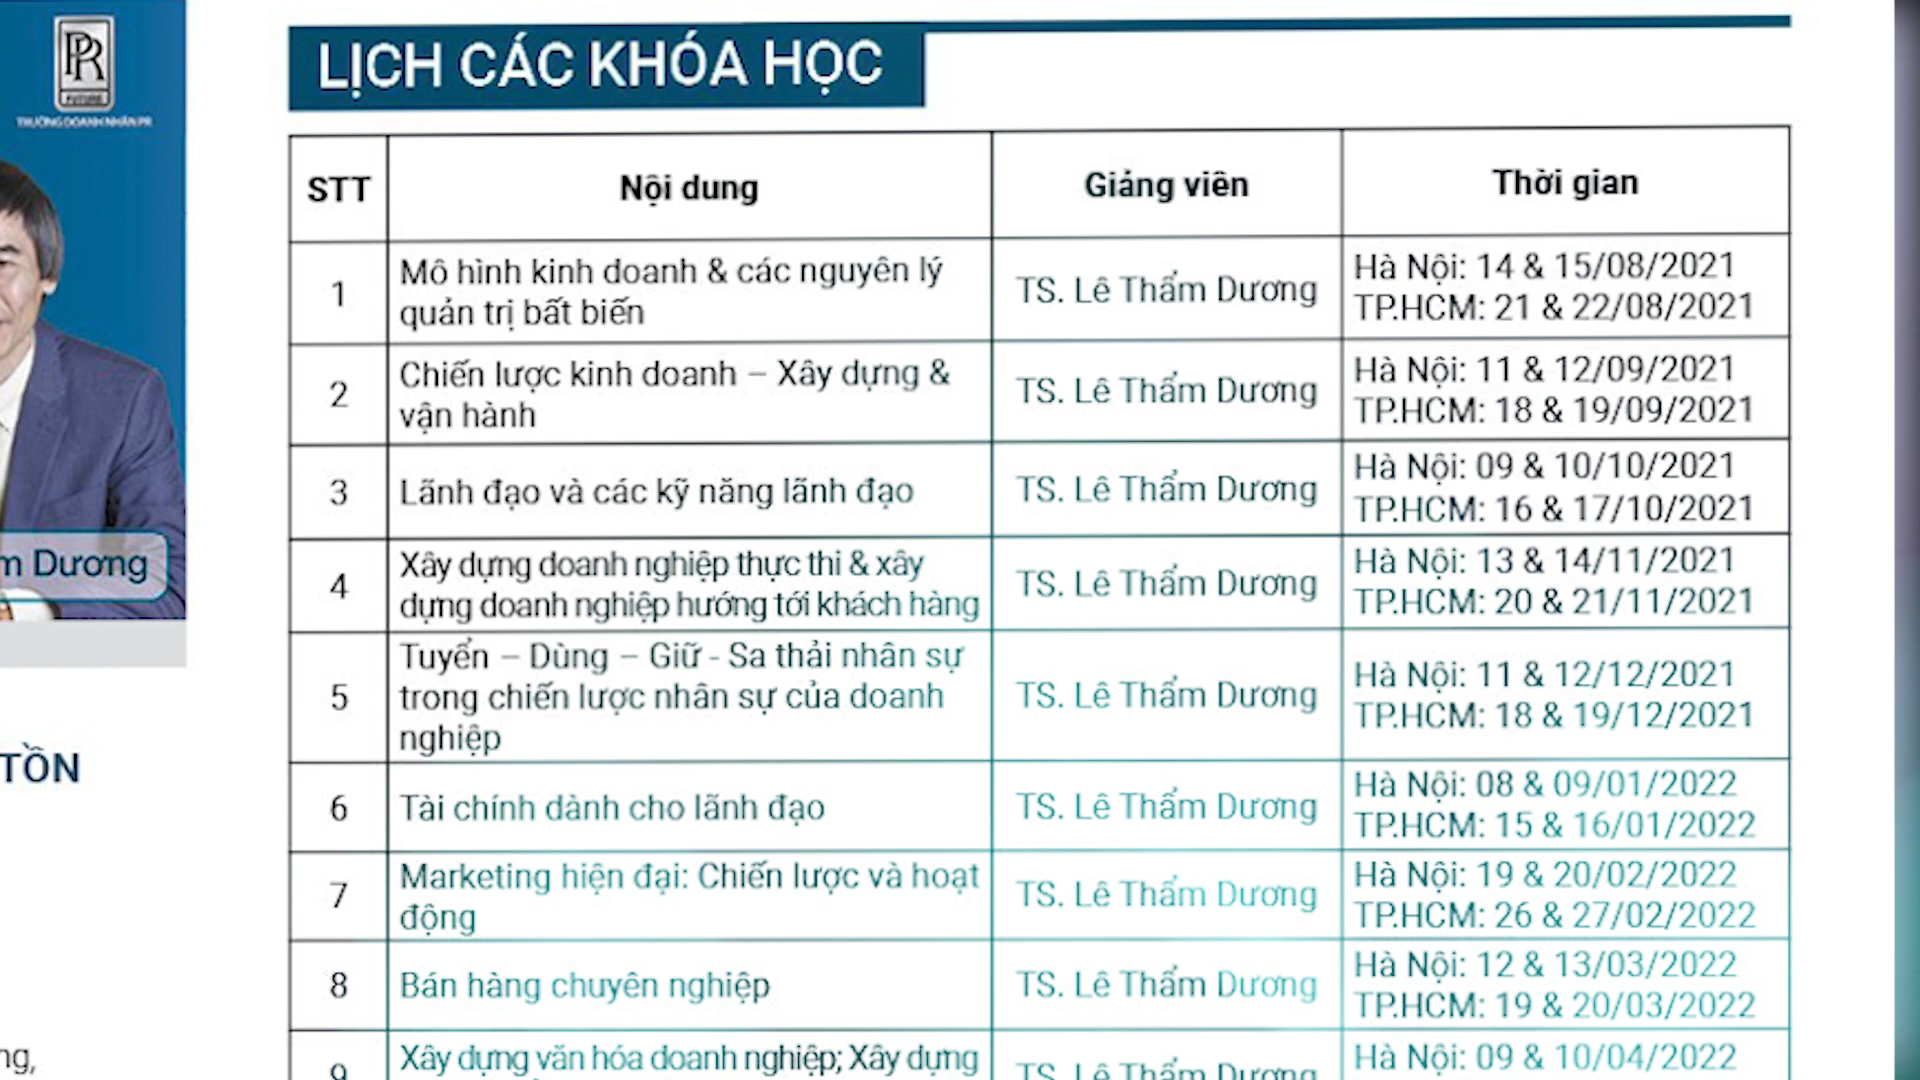 PR
FUTURE
TRƯỜNG DOANH NHÂN PR
m Dương
TỒN
ng,
LỊCH CÁC KHÓA HỌC
STT
Nội dung
Giảng viên
Thời gian
1
Mô hình kinh doanh & các nguyên lý
quản trị bất biến
TS. Lê Thẩm Dương
Hà Nội: 14 & 15/08/2021
TP.HCM: 21 & 22/08/2021
2
Chiến lược kinh doanh – Xây dựng &
vận hành
TS. Lê Thẩm Dương
Hà Nội: 11 & 12/09/2021
TP.HCM: 18 & 19/09/2021
3
Lãnh đạo và các kỹ năng lãnh đạo
TS. Lê Thẩm Dương
Hà Nội: 09 & 10/10/2021
TP.HCM: 16 & 17/10/2021
4
Xây dựng doanh nghiệp thực thi & xây
dựng doanh nghiệp hướng tới khách hàng
TS. Lê Thẩm Dương
Hà Nội: 13 & 14/11/2021
TP.HCM: 20 & 21/11/2021
5
Tuyển – Dùng – Giữ - Sa thải nhân sự
trong chiến lược nhân sự của doanh
nghiệp
TS. Lê Thẩm Dương
Hà Nội: 11 & 12/12/2021
TP.HCM: 18 & 19/12/2021
6
Tài chính dành cho lãnh đạo
TS. Lê Thẩm Dương
Hà Nội: 08 & 09/01/2022
TP.HCM: 15 & 16/01/2022
7
Marketing hiện đại: Chiến lược và hoạt
động
TS. Lê Thẩm Dương
Hà Nội: 19 & 20/02/2022
TP.HCM: 26 & 27/02/2022
8
Bán hàng chuyên nghiệp
TS. Lê Thẩm Dương
Hà Nội: 12 & 13/03/2022
TP.HCM: 19 & 20/03/2022
9
Xây dựng văn hóa doanh nghiệp; Xây dựng
TS. Lê Thẩm Dương
Hà Nội: 09 & 10/04/2022